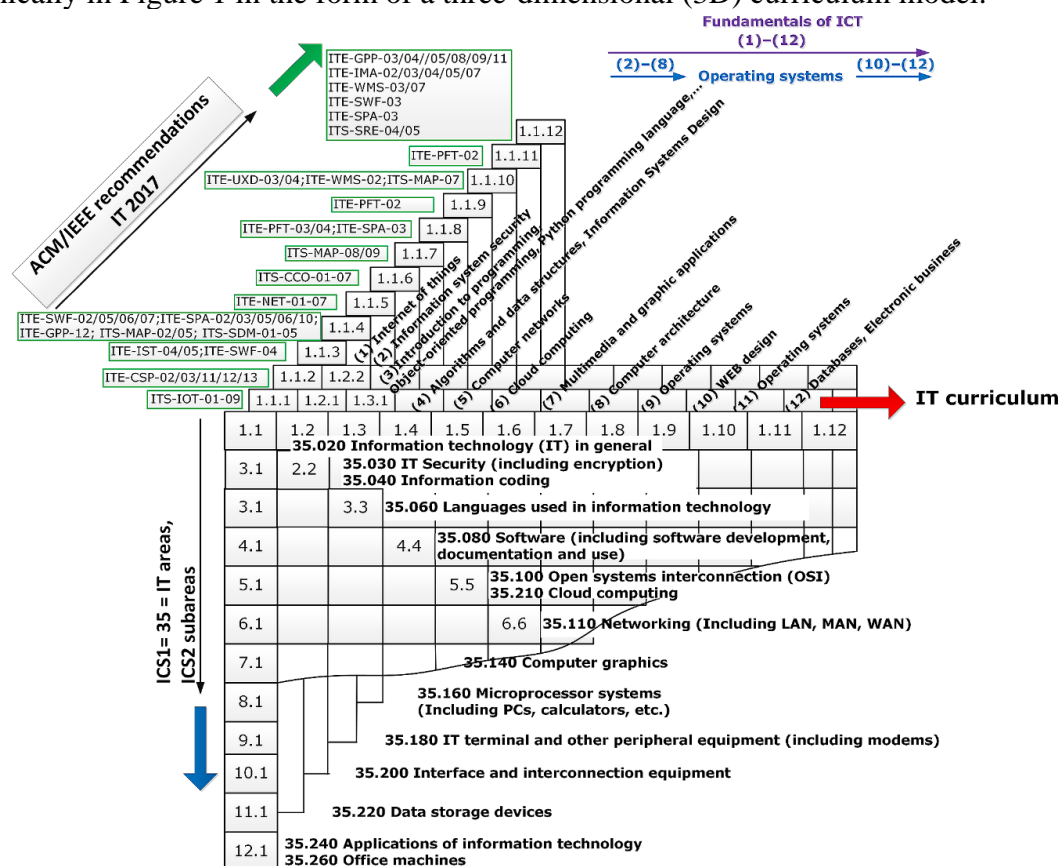 nically in Figure 1 in the form of a three-dimensional (3D) curriculum model.
Fundamentals of ICT
(1)–(12)
(2)–(8)
Operating systems
(10)–(12)
ITE-GPP-03/04//05/08/09/11
ITE-IMA-02/03/04/05/07
ITE-WMS-03/07
ITE-SWF-03
ITE-SPA-03
ITS-SRE-04/05
1.1.12
ITE-PFT-02
1.1.11
ITE-UXD-03/04;ITE-WMS-02;ITS-MAP-07
1.1.10
ITE-PFT-02
1.1.9
ITE-PFT-03/04;ITE-SPA-03
1.1.8
ITS-MAP-08/09
1.1.7
ITS-CCO-01-07
1.1.6
ITE-NET-01-07
1.1.5
ITE-SWF-02/05/06/07;ITE-SPA-02/03/05/06/10;
ITE-GPP-12; ITS-MAP-02/05; ITS-SDM-01-05
1.1.4
ITE-IST-04/05;ITE-SWF-04
1.1.3
ITE-CSP-02/03/11/12/13
1.1.2
1.2.2
ITS-IOT-01-09
1.1.1
1.2.1
1.3.1
ACM/IEEE recommendations
IT 2017
(1) Internet of things
(2) Information system security
(3) Introduction to programming,
Object-oriented programming, Python programming language,...
(4) Algorithms and data structures, Information Systems Design
(5) Computer networks
(6) Cloud computing
(7) Multimedia and graphic applications
(8) Computer architecture
(9) Operating systems
(10) WEB design
(11) Operating systems
(12) Databases, Electronic business
IT curriculum
1.1
1.2
1.3
1.4
1.5
1.6
1.7
1.8
1.9
1.10
1.11
1.12
35.020 Information technology (IT) in general
3.1
2.2
35.030 IT Security (including encryption)
35.040 Information coding
3.1
3.3
35.060 Languages used in information technology
4.1
4.4
35.080 Software (including software development,
documentation and use)
5.1
5.5
35.100 Open systems interconnection (OSI)
35.210 Cloud computing
6.1
6.6
35.110 Networking (Including LAN, MAN, WAN)
7.1
35.140 Computer graphics
8.1
35.160 Microprocessor systems
(Including PCs, calculators, etc.)
9.1
35.180 IT terminal and other peripheral equipment (including modems)
10.1
35.200 Interface and interconnection equipment
11.1
35.220 Data storage devices
12.1
35.240 Applications of information technology
35.260 Office machines
ICS1= 35 = IT areas,
ICS2 subareas